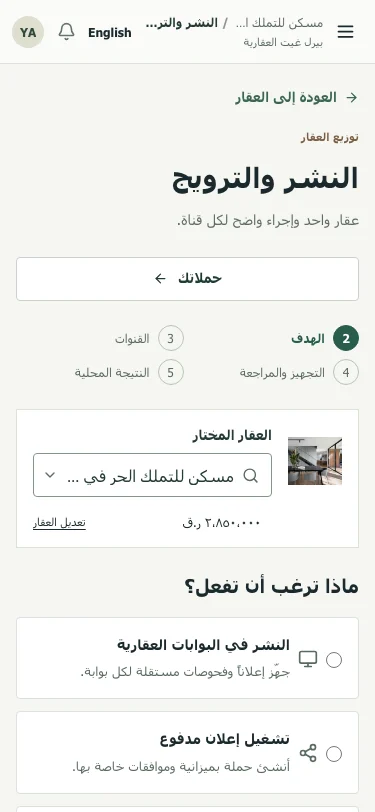 مسكن للتملك ا... / النشر والتر...
بيرل غيت العقارية
English
YA
العودة إلى العقار
توزيع العقار
النشر والترويج
عقار واحد وإجراء واضح لكل قناة.
حملاتك
2 الهدف
3 القنوات
4 التجهيز والمراجعة
5 النتيجة المحلية
العقار المختار
مسكن للتملك الحر في ...
٢٬٨٥٠٬٠٠٠ ر.ق
تعديل العقار
ماذا ترغب أن تفعل؟
النشر في البوابات العقارية
جهّز إعلاناً وفحوصات مستقلة لكل بوابة.
تشغيل إعلان مدفوع
أنشئ حملة بميزانية وموافقات خاصة بها.